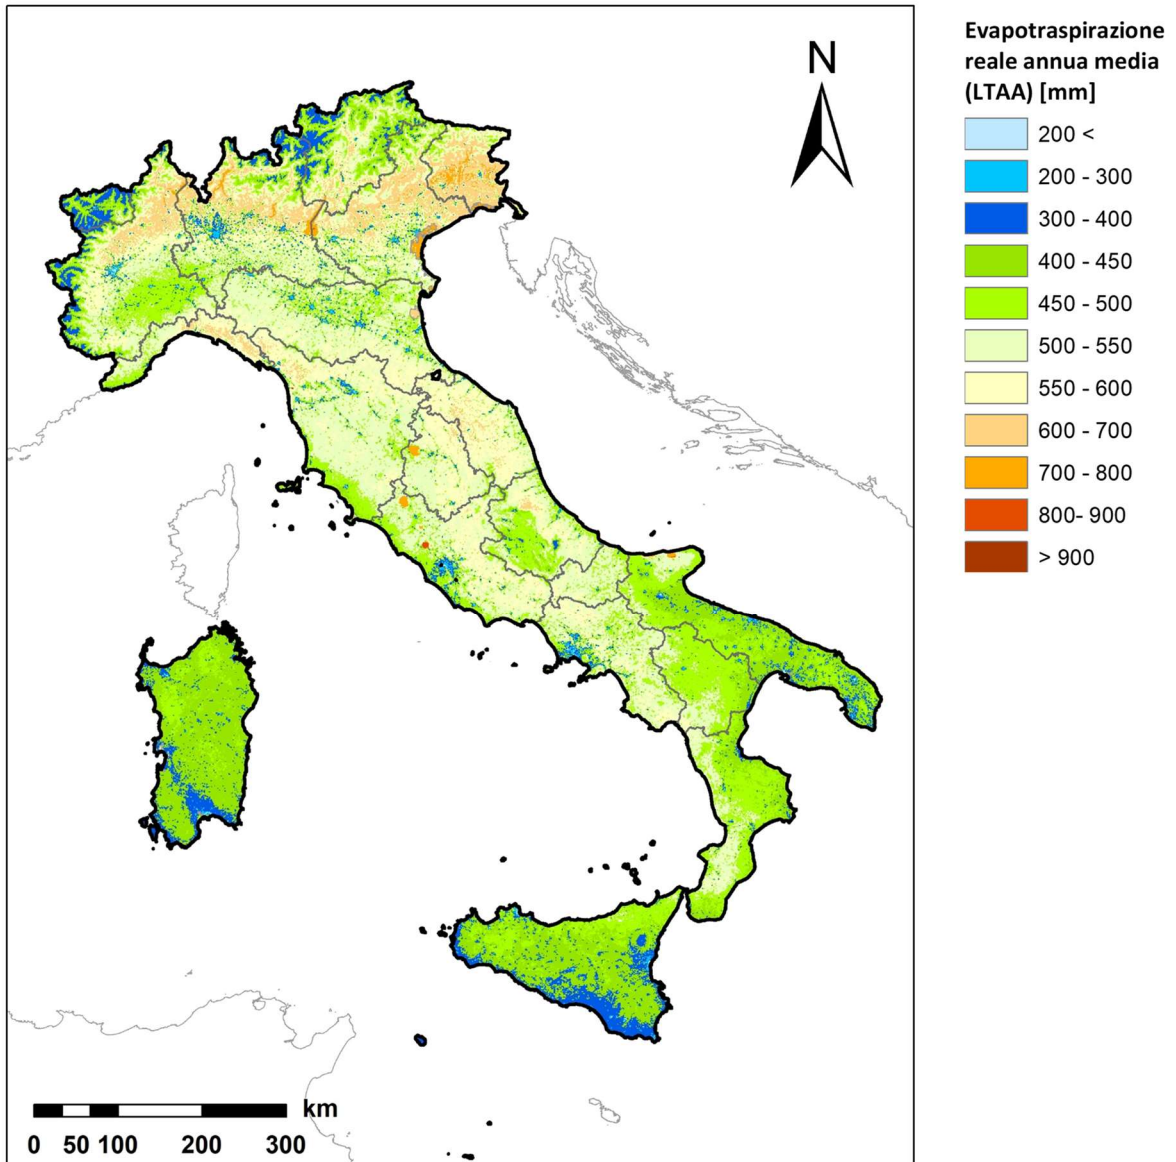 Evapotraspirazione
reale annua media
(LTAA) [mm]
200 <
200 - 300
300 - 400
400 - 450
450 - 500
500 - 550
550 - 600
600 - 700
700 - 800
800- 900
> 900
N
km
0 50 100 200 300